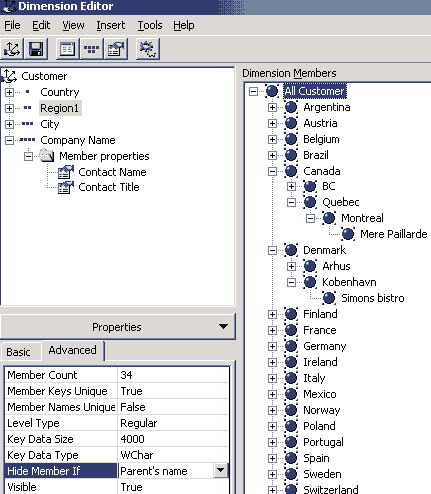 Dimension Editor
File Edit View Insert Tools Help
Customer
Country
Region1
City
Company Name
Member properties
Contact Name
Contact Title
Properties
Basic Advanced
Member Count 34
Member Keys Unique True
Member Names Unique False
Level Type Regular
Key Data Size 4000
Key Data Type WChar
Hide Member If Parent's name
Visible True
Dimension Members
All Customer
Argentina
Austria
Belgium
Brazil
Canada
BC
Quebec
Montreal
Mere Paillarde
Denmark
Arhus
Kobenhavn
Simons bistro
Finland
France
Germany
Ireland
Italy
Mexico
Norway
Poland
Portugal
Spain
Sweden
Switzerland